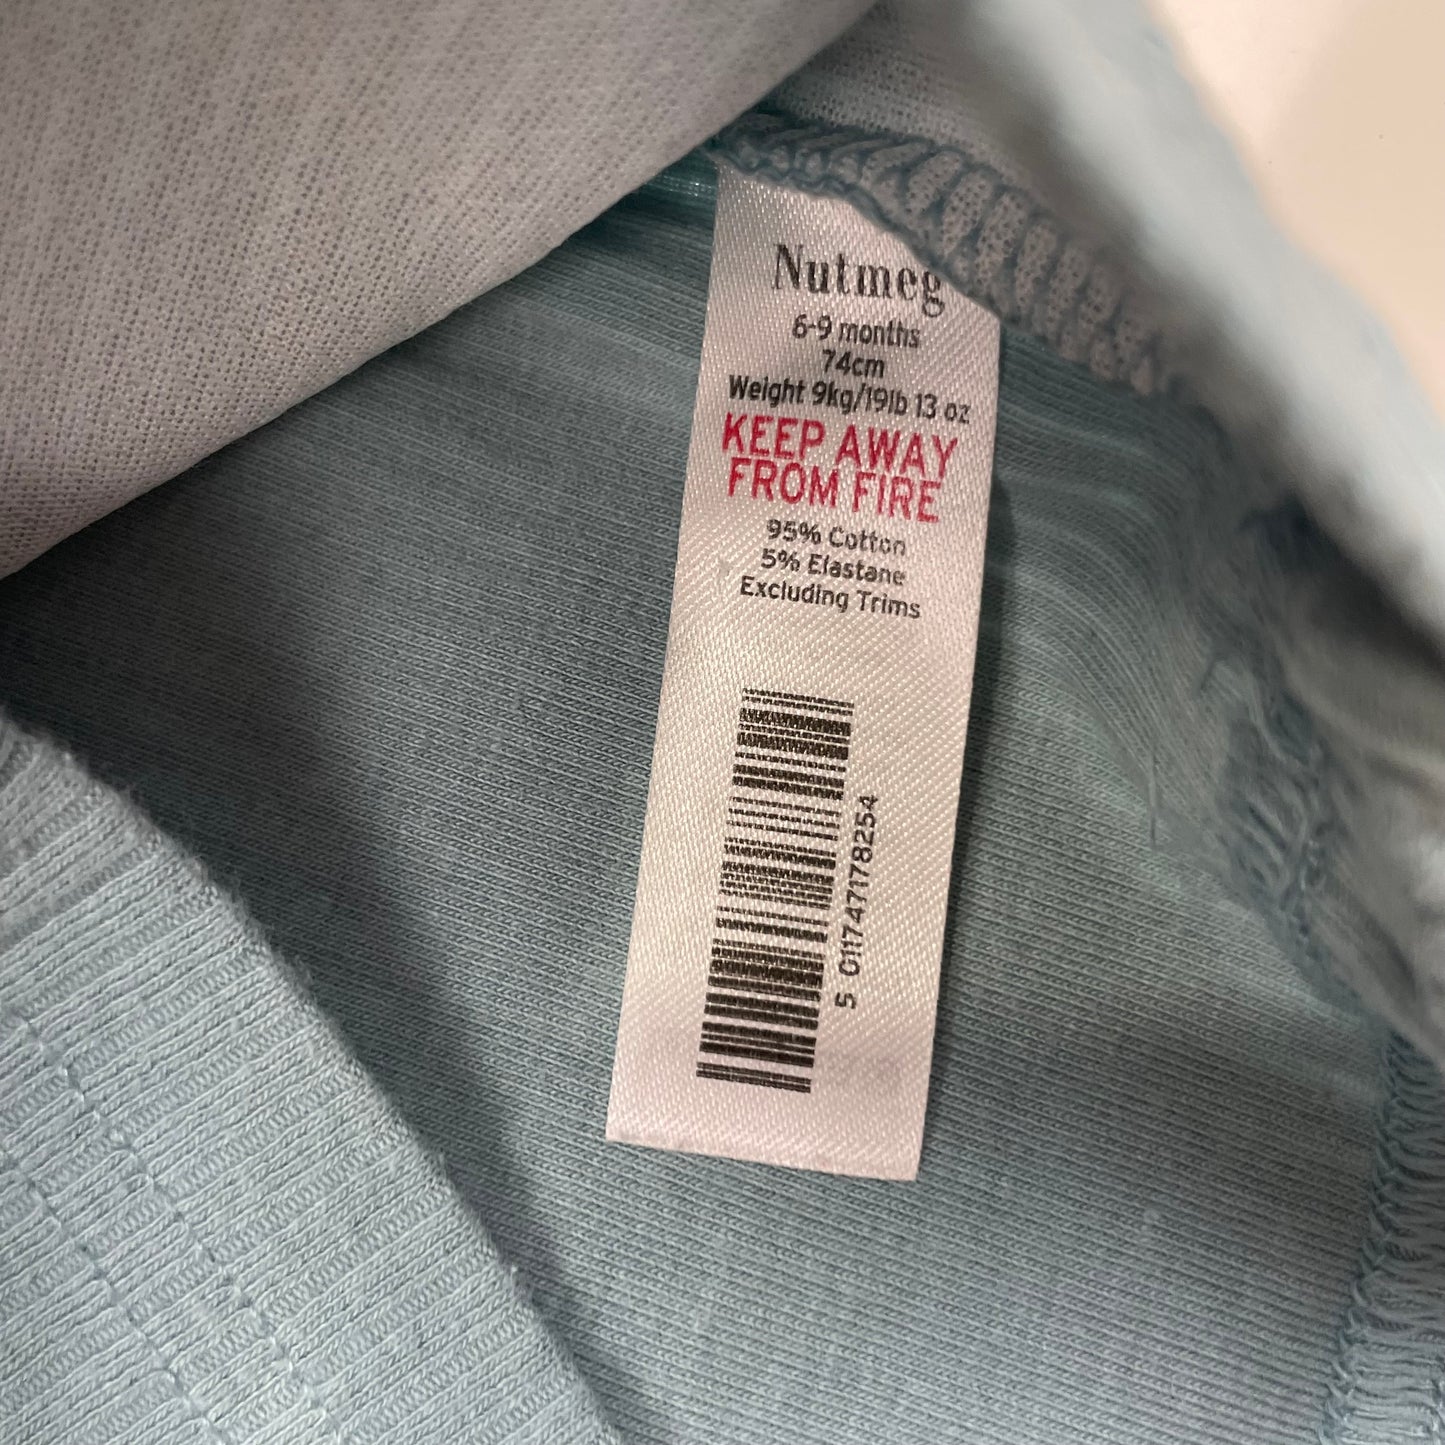 Nutmeg
6-9 months
74cm
Weight 9kg/19lb 13 oz
KEEP AWAY
FROM FIRE
95% Cotton
5% Elastane
Excluding Trims
5 011747178254